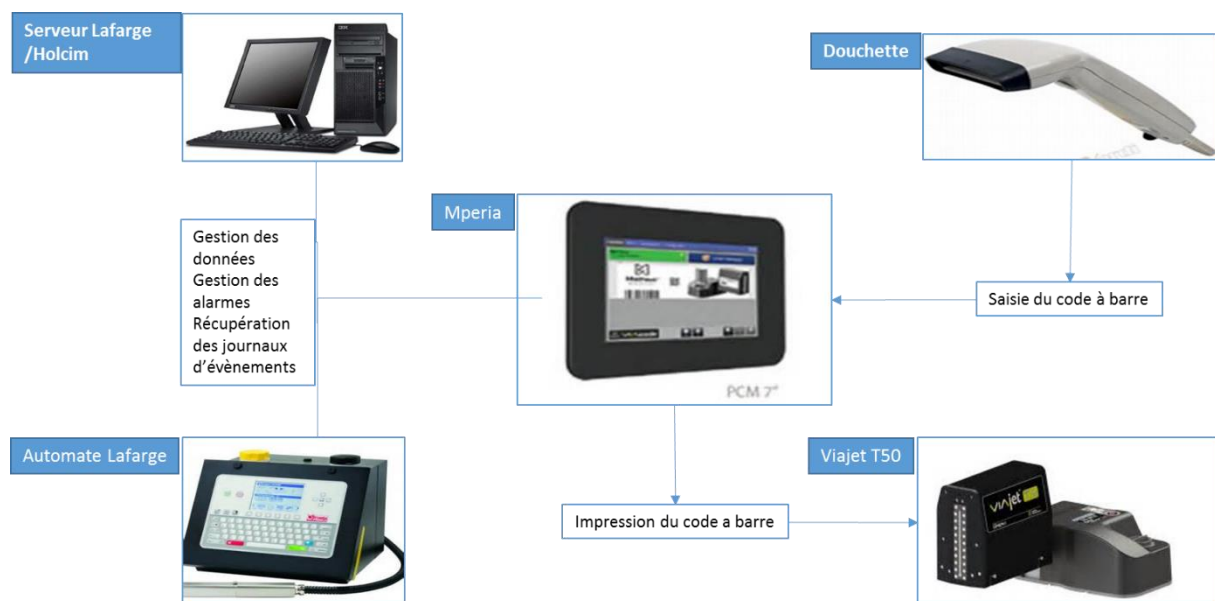 Serveur Lafarge
/Holcim
Douchette
Mperia
Gestion des
données
Gestion des
alarmes
Récupération
des journaux
d'évènements
Saisie du code à barre
PCM 7"
Automate Lafarge
Viajet T50
Impression du code a barre
viajet